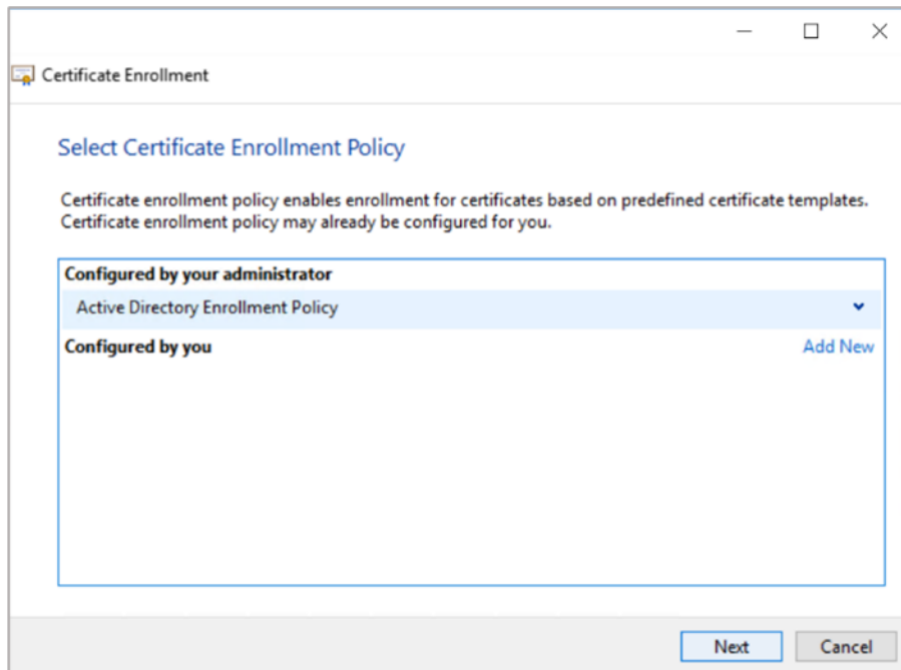 Certificate Enrollment
Select Certificate Enrollment Policy
Certificate enrollment policy enables enrollment for certificates based on predefined certificate templates.
Certificate enrollment policy may already be configured for you.
Configured by your administrator
Active Directory Enrollment Policy
Configured by you Add New
Next Cancel